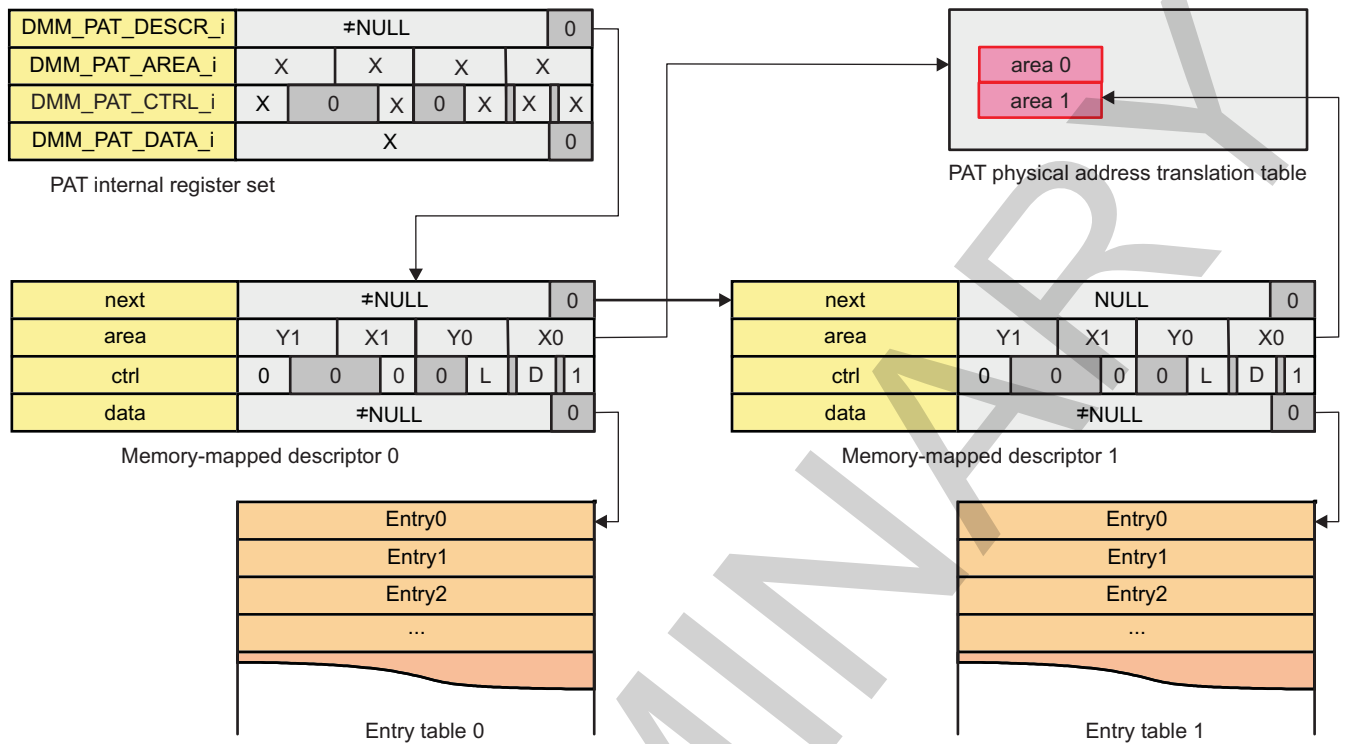 DMM_PAT_DESCR_i ≠NULL 0
DMM_PAT_AREA_i X X X X
DMM_PAT_CTRL_i X 0 X 0 X X X
DMM_PAT_DATA_i X 0
PAT internal register set
area 0
area 1
PAT physical address translation table
next ≠NULL 0
area Y1 X1 Y0 X0
ctrl 0 0 0 0 L D 1
data ≠NULL 0
Memory-mapped descriptor 0
next NULL 0
area Y1 X1 Y0 X0
ctrl 0 0 0 0 L D 1
data ≠NULL 0
Memory-mapped descriptor 1
Entry0
Entry1
Entry2
...
Entry table 0
Entry0
Entry1
Entry2
...
Entry table 1
MINARY